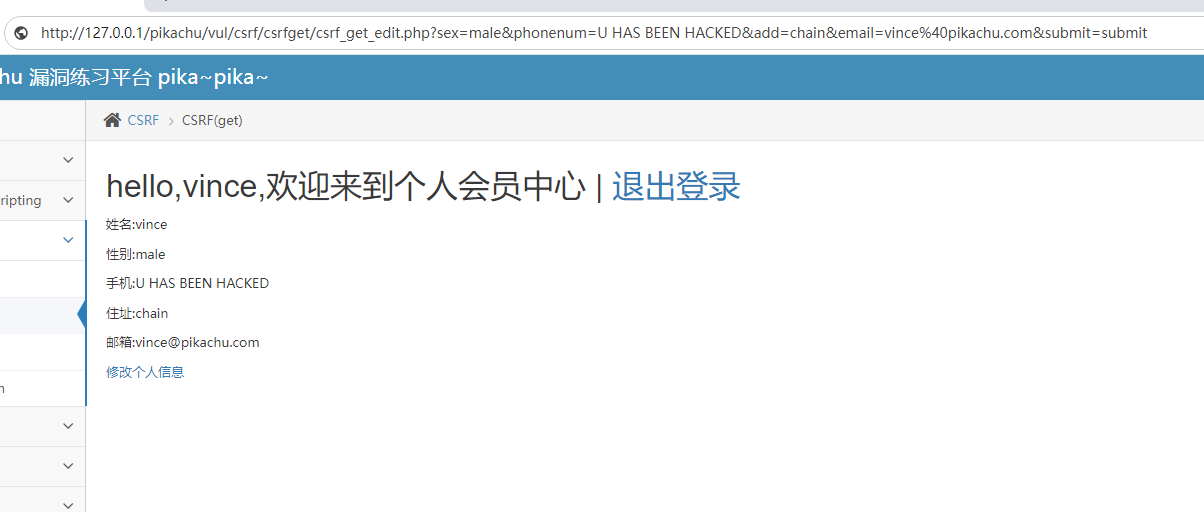 http://127.0.0.1/pikachu/vul/csrf/csrfget/csrf_get_edit.php?sex=male&phonenum=U HAS BEEN HACKED&add=chain&email=vince%40pikachu.com&submit=submit
hu 漏洞练习平台 pika~pika~
CSRF > CSRF(get)
hello,vince,欢迎来到个人会员中心 | 退出登录
姓名:vince
ripting
性别:male
手机:U HAS BEEN HACKED
住址:chain
邮箱:vince@pikachu.com
修改个人信息
n